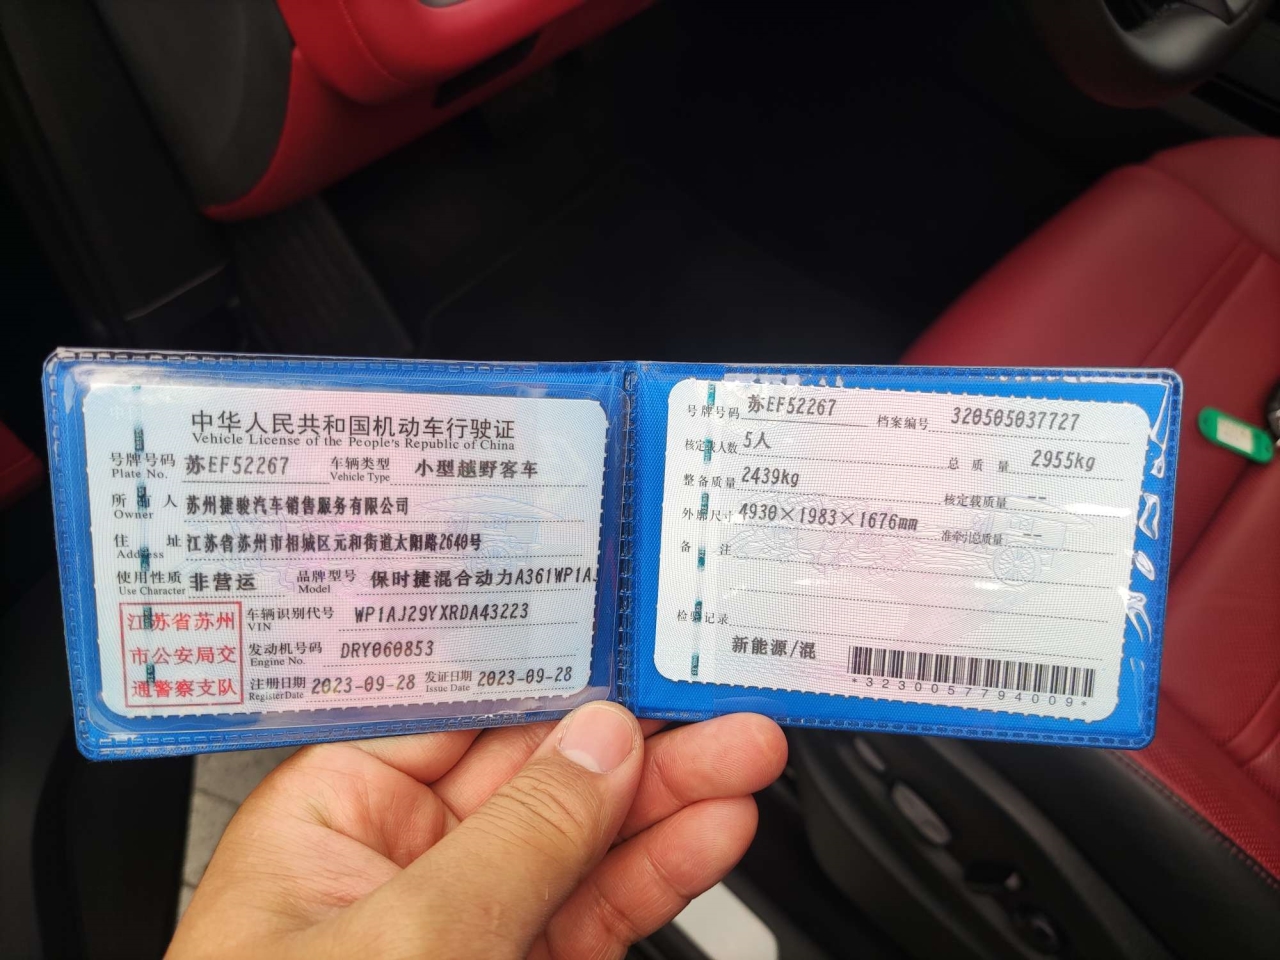 中华人民共和国机动车行驶证
Vehicle License of the People's Republic of China
号牌号码 苏EF52267 车辆类型 小型越野客车
Plate No. Vehicle Type
所有人 苏州捷骏汽车销售服务有限公司
Owner
住址 江苏省苏州市相城区元和街道太阳路2640号
Address
使用性质 非营运 品牌型号 保时捷混合动力A361WP1AJ
Use Character Model
江苏省苏州
市公安局交
通警察支队
车辆识别代号 WP1AJ29YXRDA43223
VIN
发动机号码 DRY060853
Engine No.
注册日期 2023-09-28 发证日期 2023-09-28
Register Date Issue Date
号牌号码 苏EF52267 档案编号 320505037727
核定载人数 5人 总质量 2955kg
整备质量 2439kg 核定载质量 --
外廓尺寸 4930×1983×1676mm 准牵引总质量 --
备注
检验记录
新能源/混
*3230057794009*